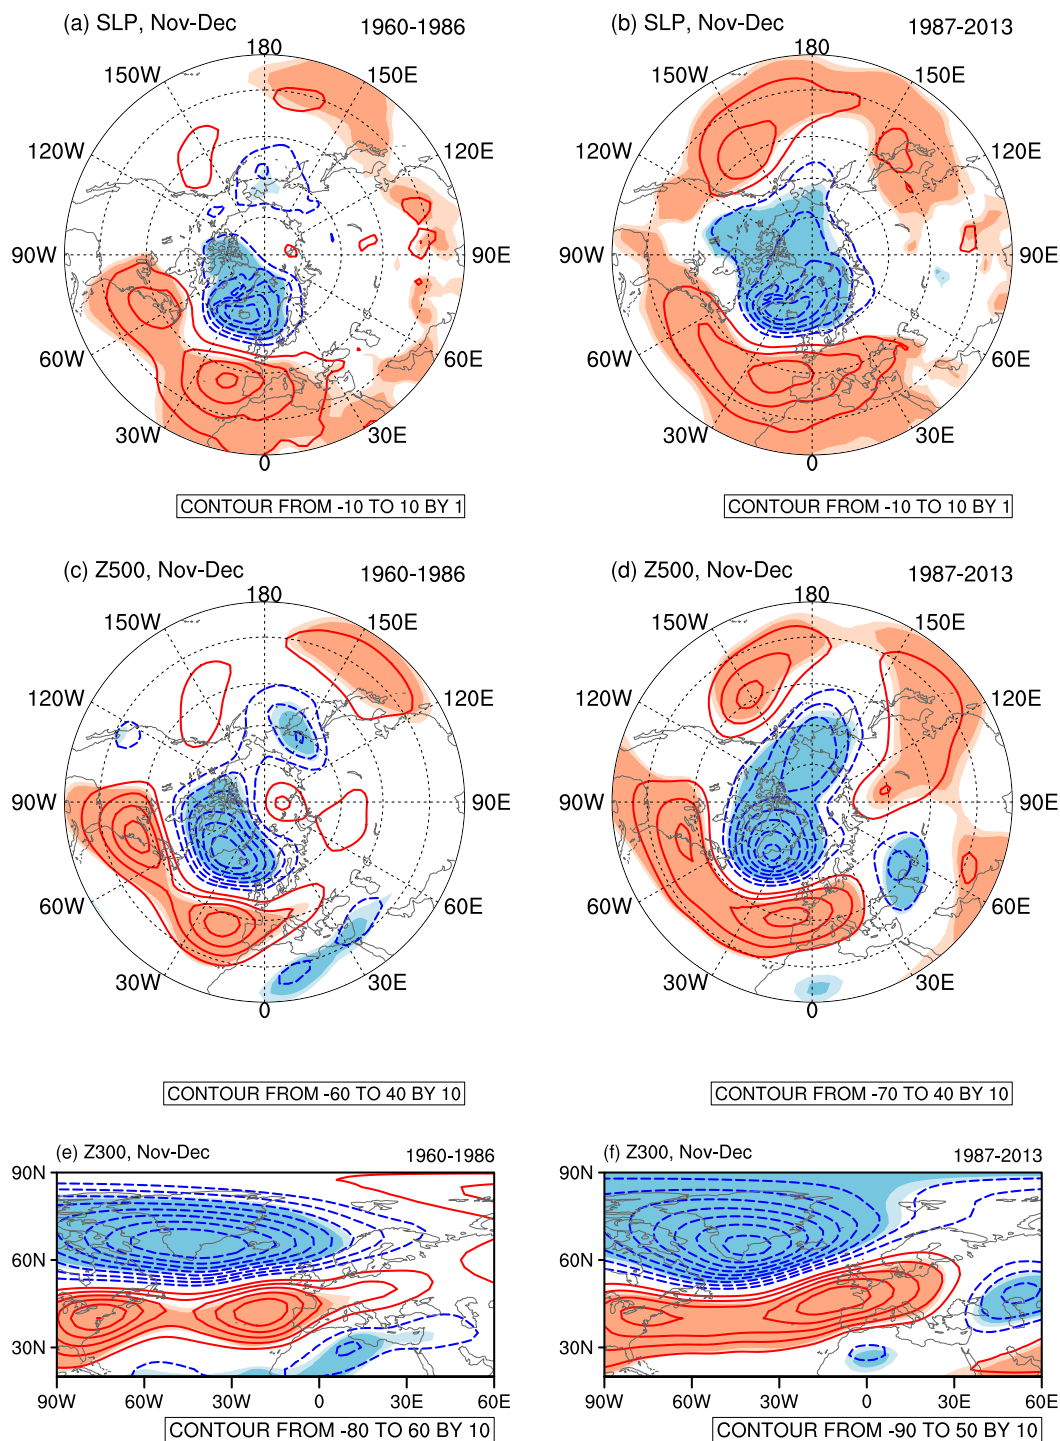 (a) SLP, Nov-Dec 1960-1986
180
150W 150E
120W 120E
90W 90E
60W 60E
30W 30E
0
CONTOUR FROM -10 TO 10 BY 1
(b) SLP, Nov-Dec 1987-2013
180
150W 150E
120W 120E
90W 90E
60W 60E
30W 30E
0
CONTOUR FROM -10 TO 10 BY 1
(c) Z500, Nov-Dec 1960-1986
180
150W 150E
120W 120E
90W 90E
60W 60E
30W 30E
0
CONTOUR FROM -60 TO 40 BY 10
(d) Z500, Nov-Dec 1987-2013
180
150W 150E
120W 120E
90W 90E
60W 60E
30W 30E
0
CONTOUR FROM -70 TO 40 BY 10
(e) Z300, Nov-Dec 1960-1986
90N
60N
30N
90W 60W 30W 0 30E 60E
CONTOUR FROM -80 TO 60 BY 10
(f) Z300, Nov-Dec 1987-2013
90N
60N
30N
90W 60W 30W 0 30E 60E
CONTOUR FROM -90 TO 50 BY 10